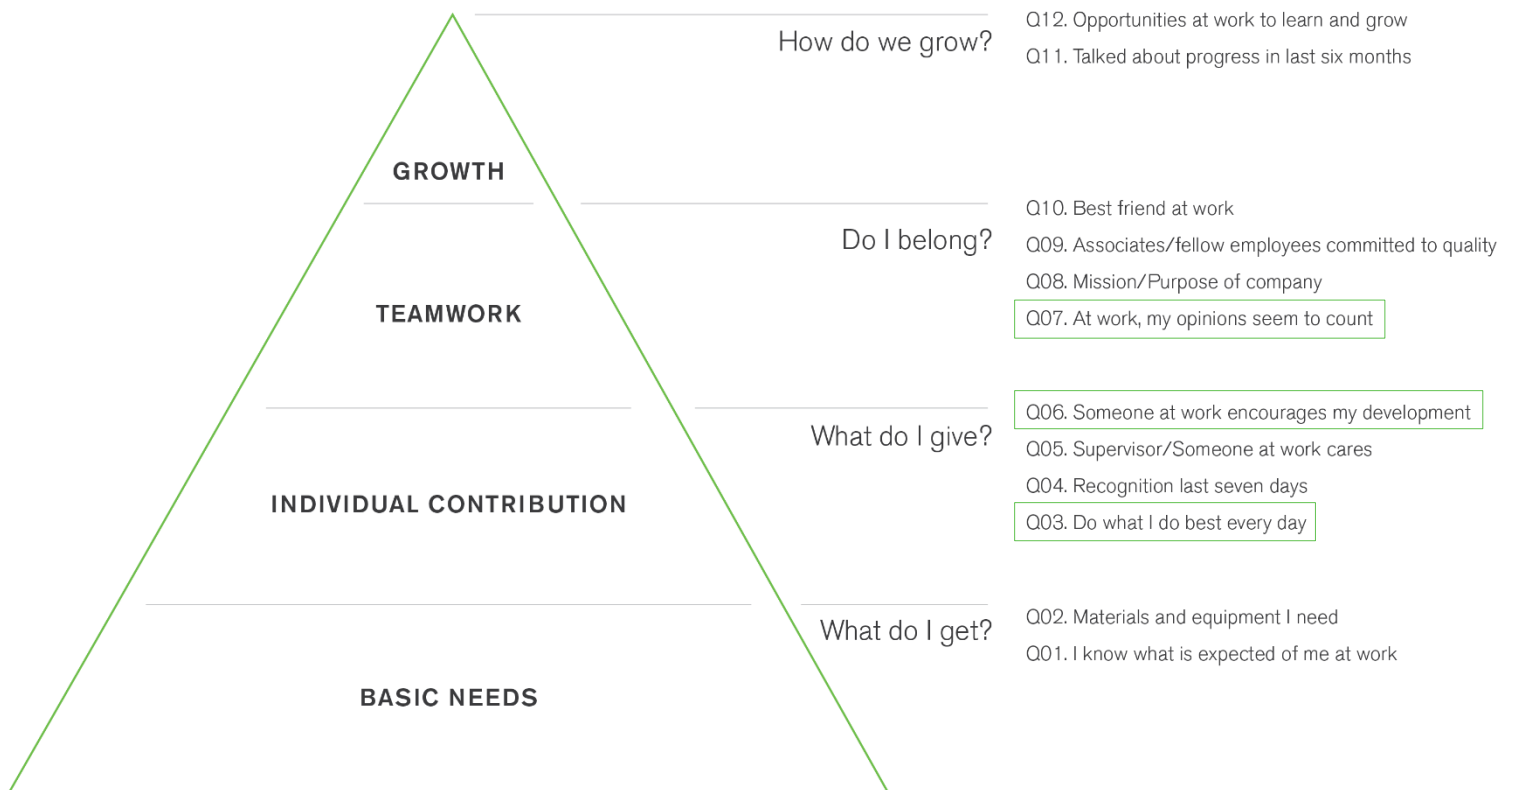 How do we grow?
Q12. Opportunities at work to learn and grow
Q11. Talked about progress in last six months
GROWTH
Do I belong?
Q10. Best friend at work
Q09. Associates/fellow employees committed to quality
Q08. Mission/Purpose of company
Q07. At work, my opinions seem to count
TEAMWORK
What do I give?
Q06. Someone at work encourages my development
Q05. Supervisor/Someone at work cares
Q04. Recognition last seven days
Q03. Do what I do best every day
INDIVIDUAL CONTRIBUTION
What do I get?
Q02. Materials and equipment I need
Q01. I know what is expected of me at work
BASIC NEEDS